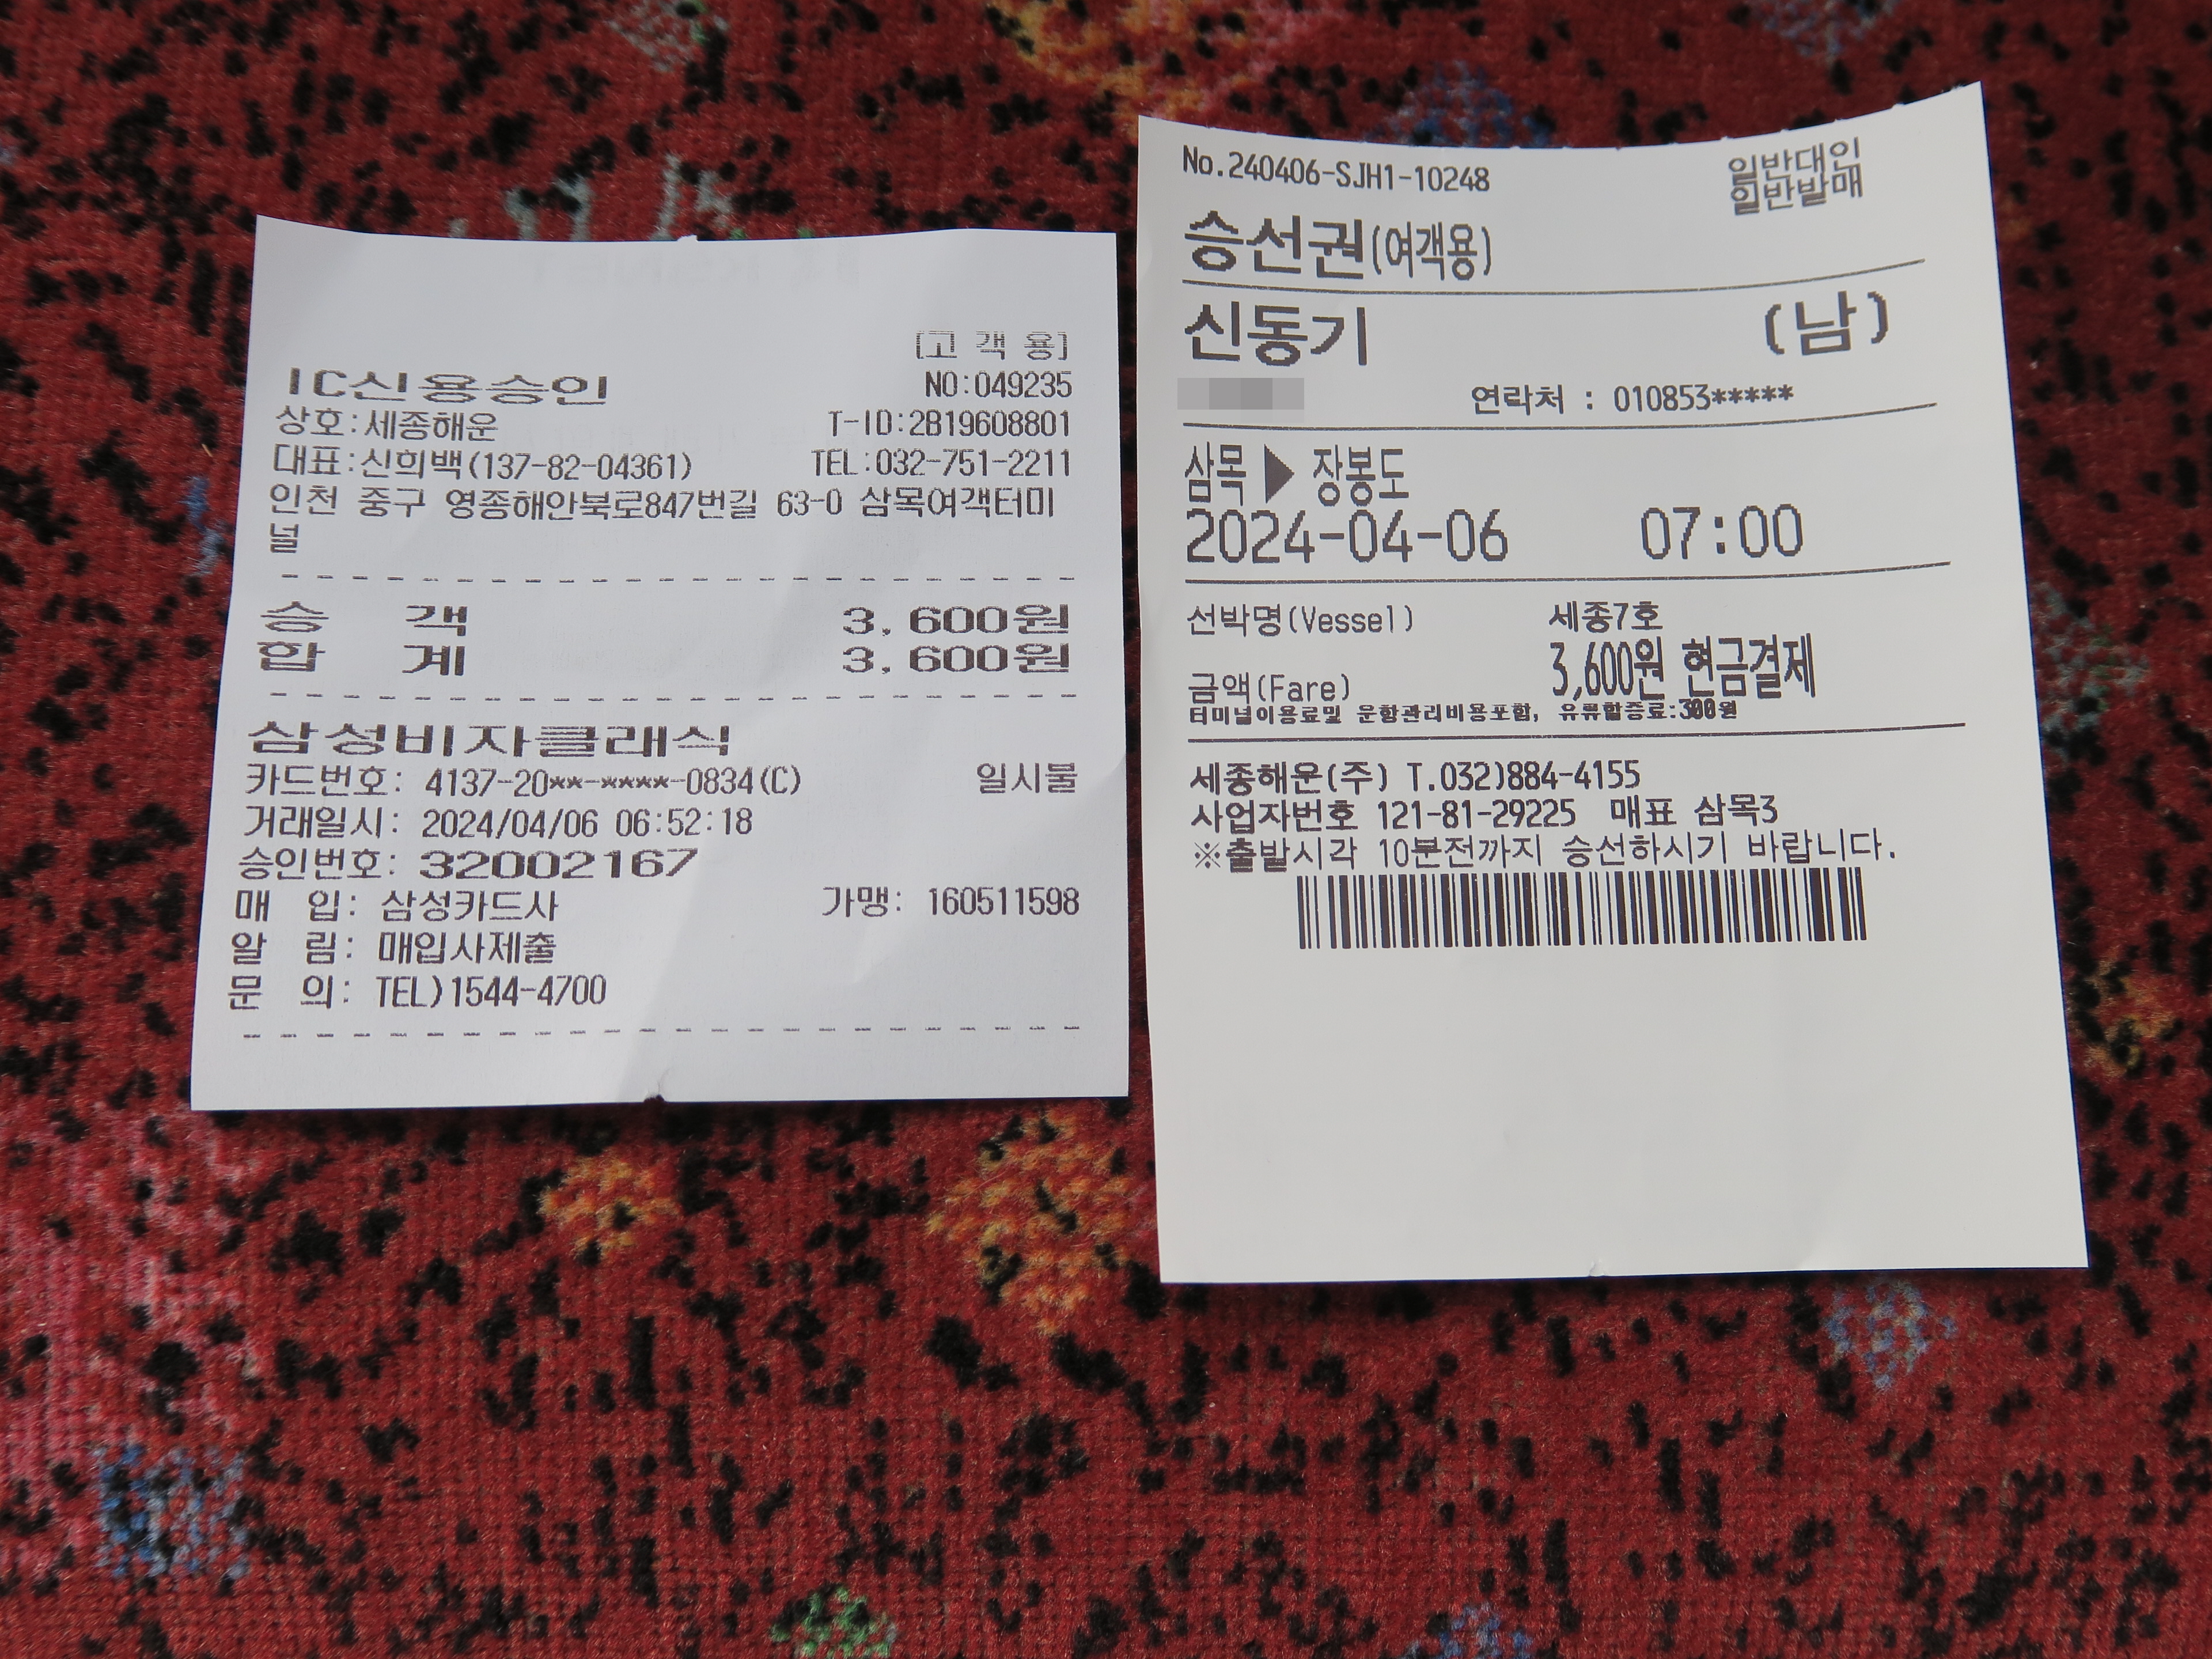 [고 객 용]
IC신용승인 NO:049235
상호:세종해운 T-ID:2B19608801
대표:신희백(137-82-04361) TEL:032-751-2211
인천 중구 영종해안북로847번길 63-0 삼목여객터미
널
승 객 3,600원
합 계 3,600원
삼성비자클래식
카드번호: 4137-20**-****-0834(C) 일시불
거래일시: 2024/04/06 06:52:18
승인번호: 32002167
매 입: 삼성카드사 가맹: 160511598
알 림: 매입사제출
문 의: TEL)1544-4700
No.240406-SJH1-10248 일반대인
일반발매
승선권(여객용)
신동기 (남)
연락처 : 010853*****
삼목 ▶ 장봉도
2024-04-06 07:00
선박명(Vessel) 세종7호
금액(Fare) 3,600원 현금결제
터미널이용료및 운항관리비용포함, 유류할증료:300원
세종해운(주) T.032)884-4155
사업자번호 121-81-29225 매표 삼목3
※출발시각 10분전까지 승선하시기 바랍니다.